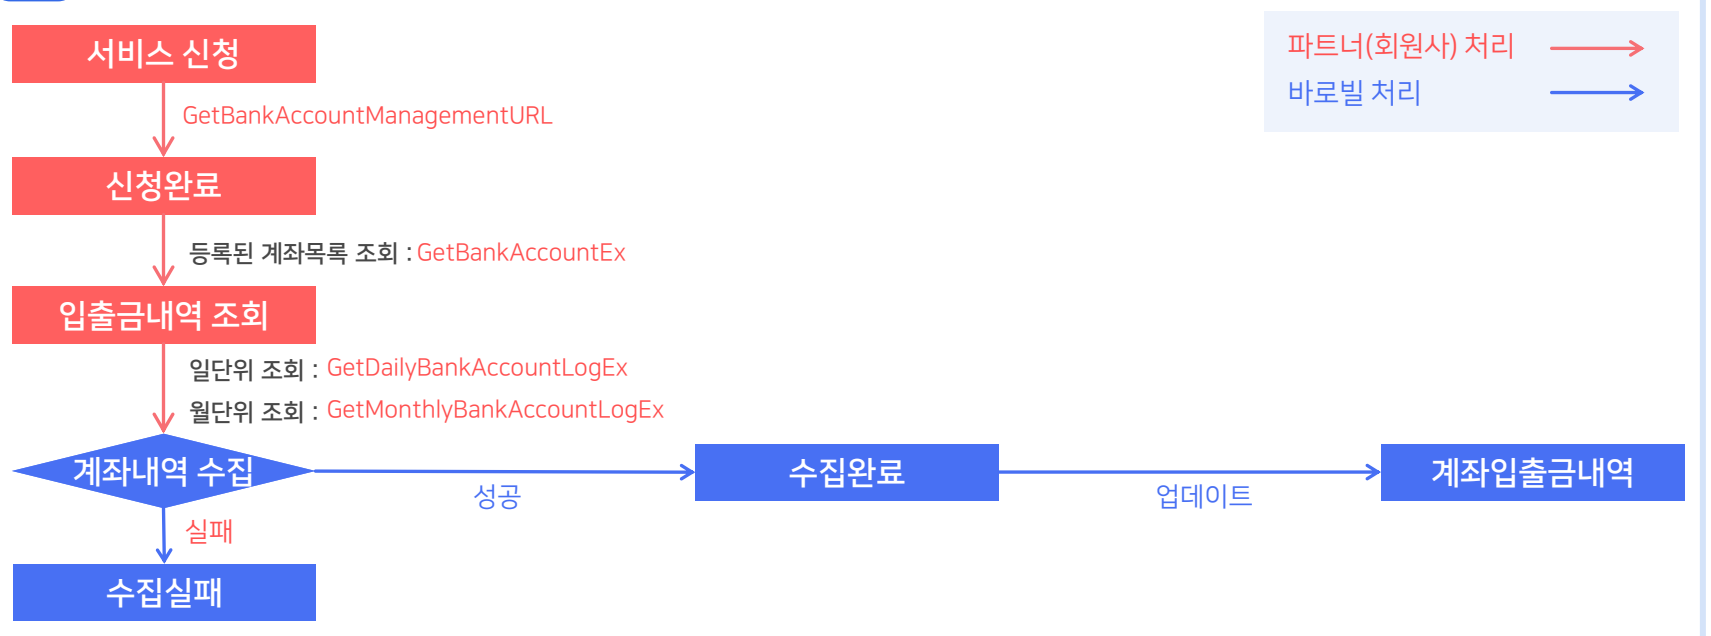 서비스 신청
파트너(회원사) 처리
바로빌 처리
GetBankAccountManagementURL
신청완료
등록된 계좌목록 조회 : GetBankAccountEx
입출금내역 조회
일단위 조회 : GetDailyBankAccountLogEx
월단위 조회 : GetMonthlyBankAccountLogEx
계좌내역 수집
성공
수집완료
업데이트
계좌입출금내역
실패
수집실패